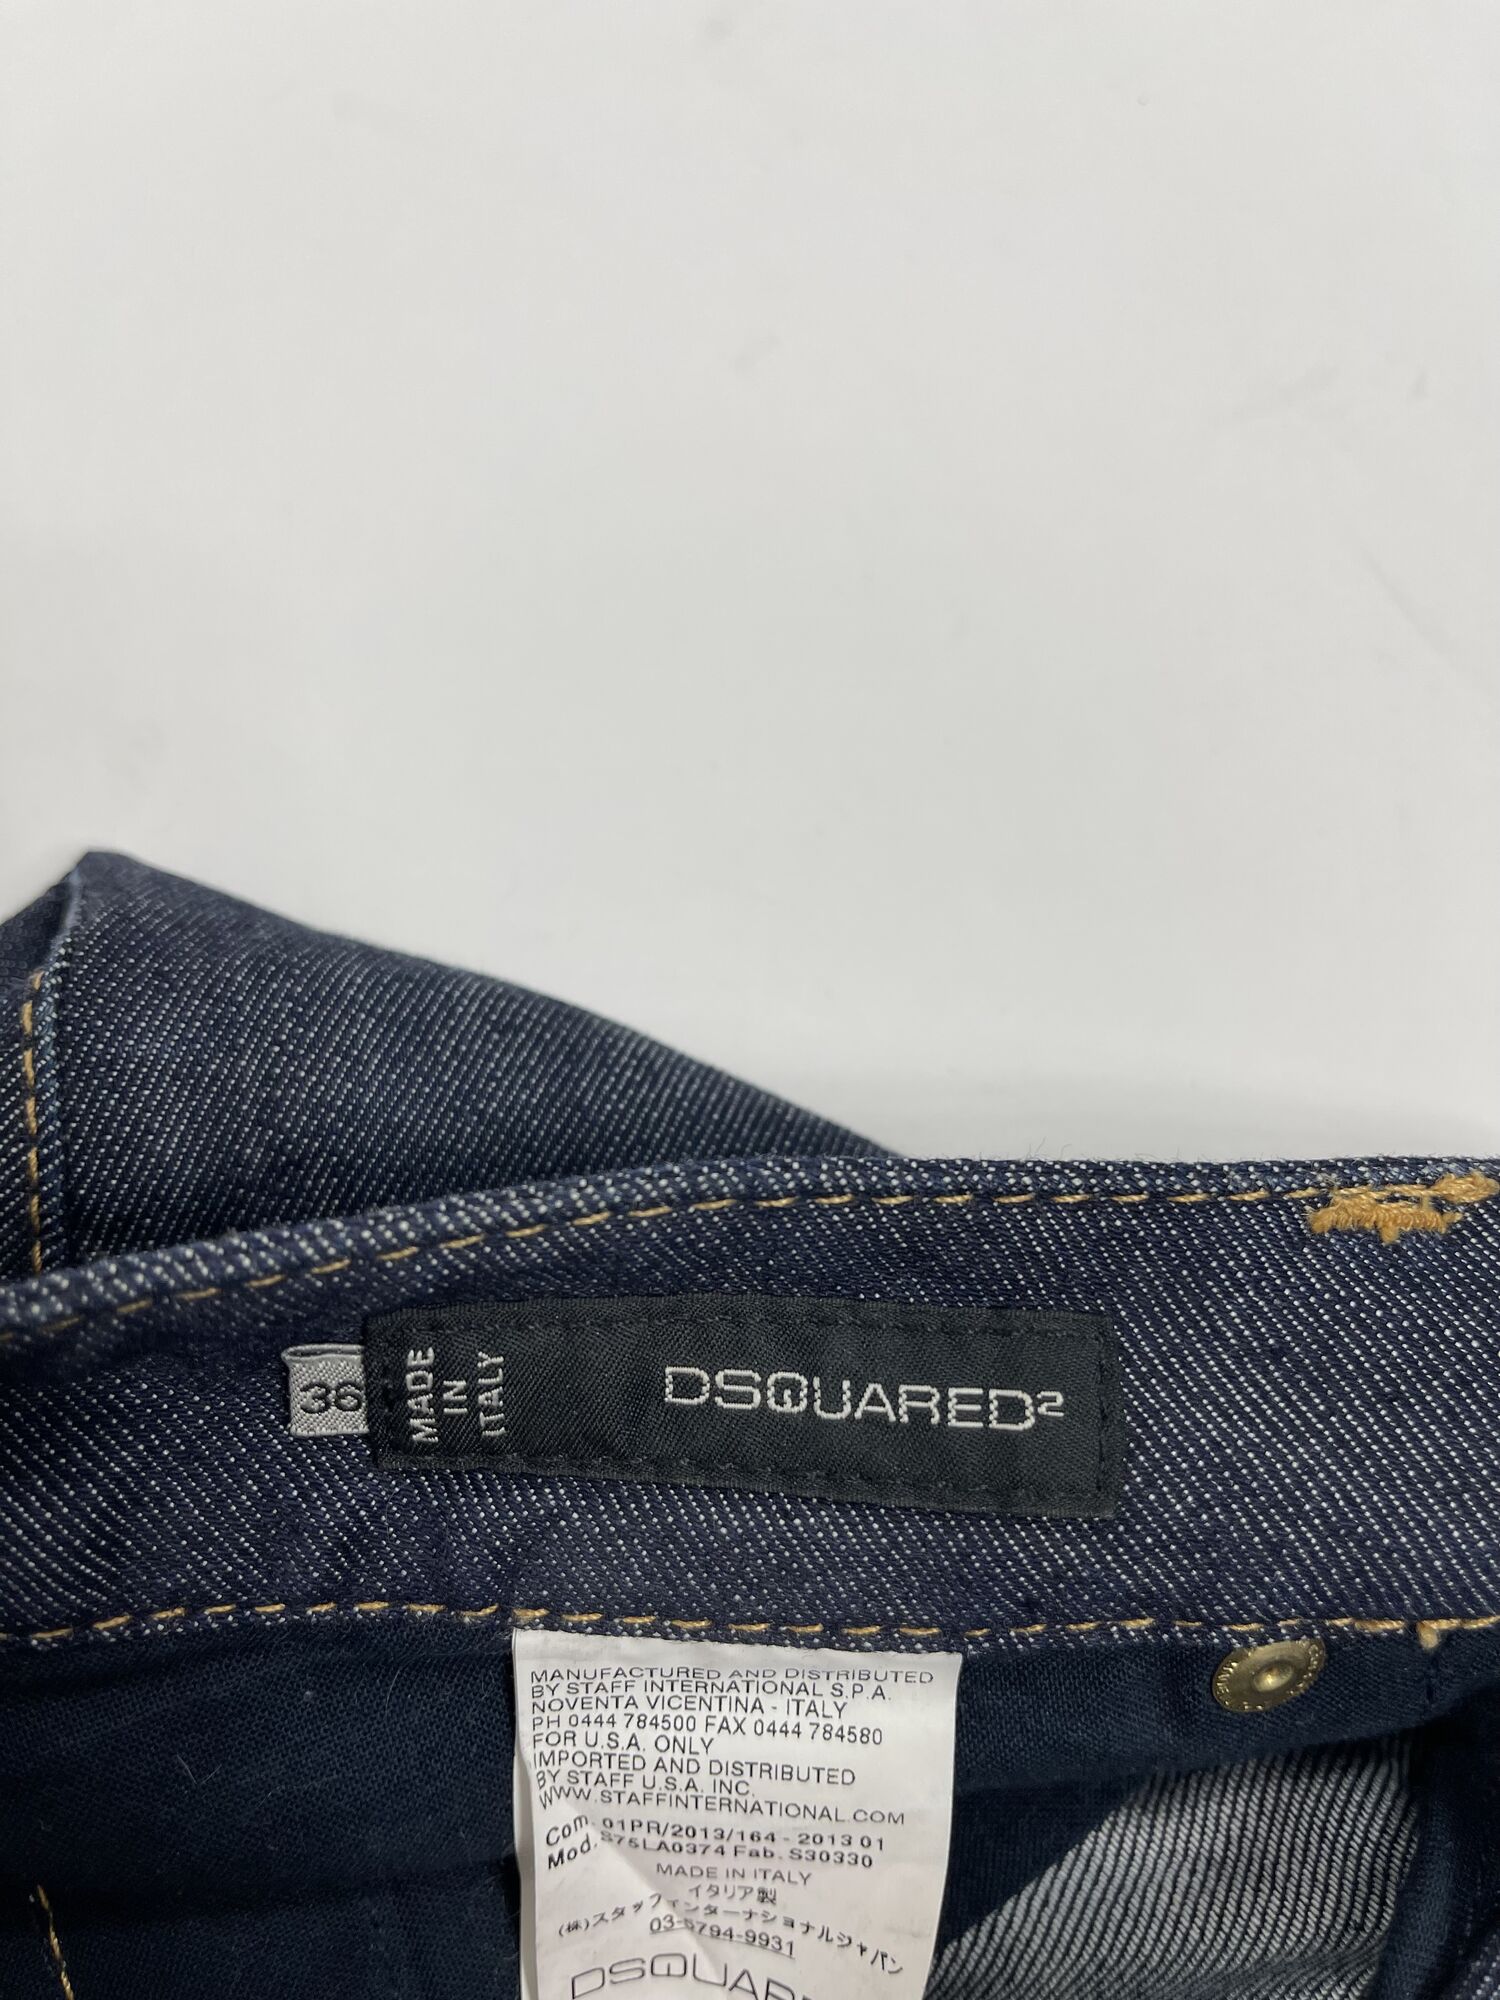 36
MADE
IN
ITALY
DSQUARED2
MANUFACTURED AND DISTRIBUTED
BY STAFF INTERNATIONAL S.P.A.
NOVENTA VICENTINA - ITALY
PH 0444 784500 FAX 0444 784580
FOR U.S.A. ONLY
IMPORTED AND DISTRIBUTED
BY STAFF U.S.A. INC.
WWW.STAFFINTERNATIONAL.COM
Com. 01PR/2013/164 - 2013 01
Mod. S75LA0374 Fab. S30330
MADE IN ITALY
イタリア製
(株)スタッフインターナショナルジャパン
03-5794-9931